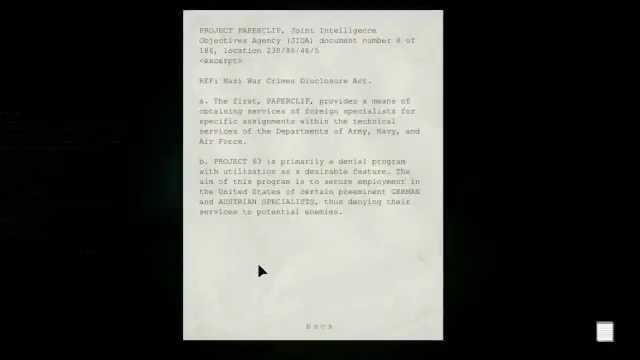 PROJECT PAPERCLIP, Joint Intelligence
Objectives Agency (JIOA) document number 8 of
186, location 230/86/46/5
<excerpt>
REF: Nazi War Crimes Disclosure Act.
a. The first, PAPERCLIP, provides a means of
obtaining services of foreign specialists for
specific assignments within the technical
services of the Departments of Army, Navy, and
Air Force.
b. PROJECT 63 is primarily a denial program
with utilization as a desirable feature. The
aim of this program is to secure employment in
the United States of certain preeminent GERMAN
and AUSTRIAN SPECIALISTS, thus denying their
services to potential enemies.
Back